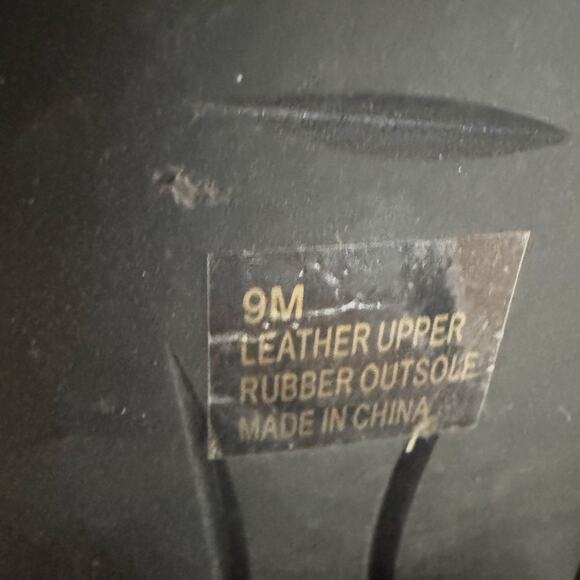 9M
LEATHER UPPER
RUBBER OUTSOLE
MADE IN CHINA